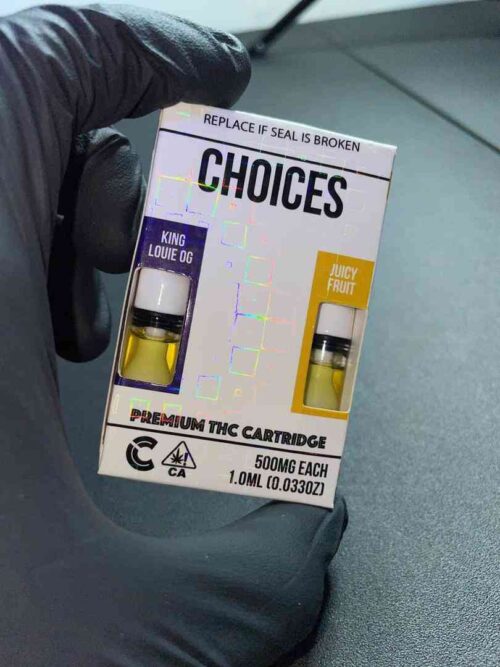 REPLACE IF SEAL IS BROKEN
CHOICES
KING
LOUIE OG
JUICY
FRUIT
PREMIUM THC CARTRIDGE
CA
500MG EACH
1.0ML (0.033OZ)